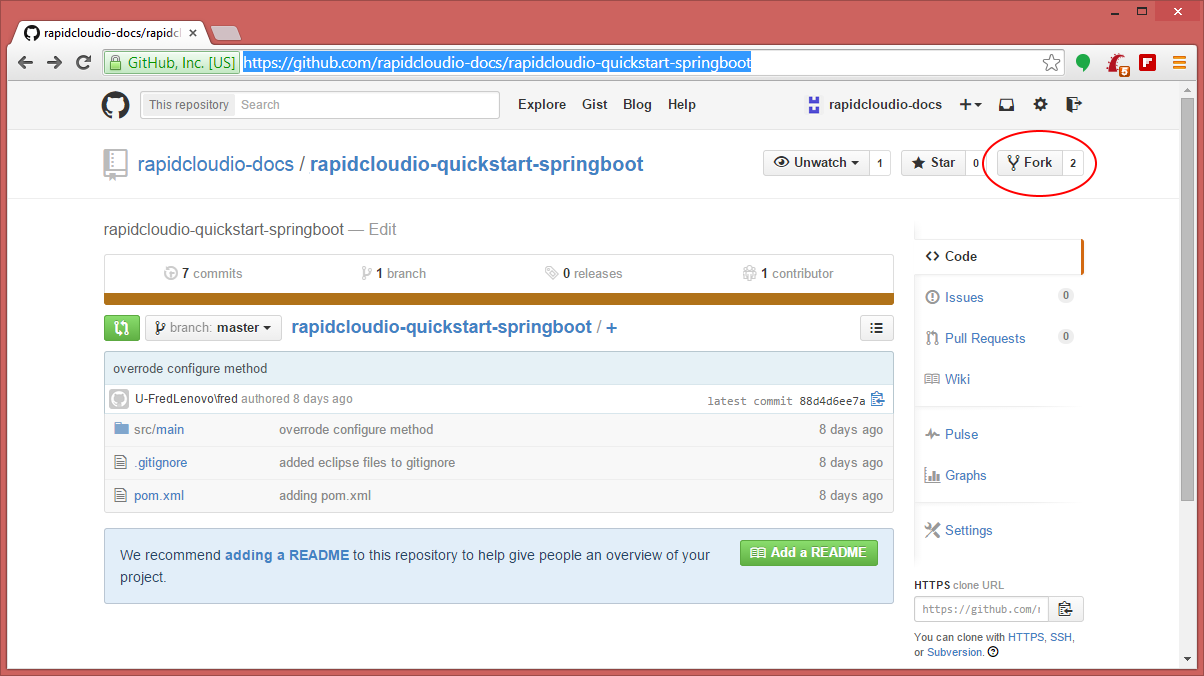 rapidcloudio-docs/rapidcl
GitHub, Inc. [US] https://github.com/rapidcloudio-docs/rapidcloudio-quickstart-springboot
5
This repository Search Explore Gist Blog Help rapidcloudio-docs
rapidcloudio-docs / rapidcloudio-quickstart-springboot Unwatch 1 Star 0 Fork 2
rapidcloudio-quickstart-springboot — Edit
7 commits 1 branch 0 releases 1 contributor
branch: master rapidcloudio-quickstart-springboot / +
overrode configure method
U-FredLenovo\fred authored 8 days ago latest commit 88d4d6ee7a
src/main overrode configure method 8 days ago
.gitignore added eclipse files to gitignore 8 days ago
pom.xml adding pom.xml 8 days ago
We recommend adding a README to this repository to help give people an overview of your
project.
Add a README
Code
Issues 0
Pull Requests 0
Wiki
Pulse
Graphs
Settings
HTTPS clone URL
https://github.com/r
You can clone with HTTPS, SSH,
or Subversion.